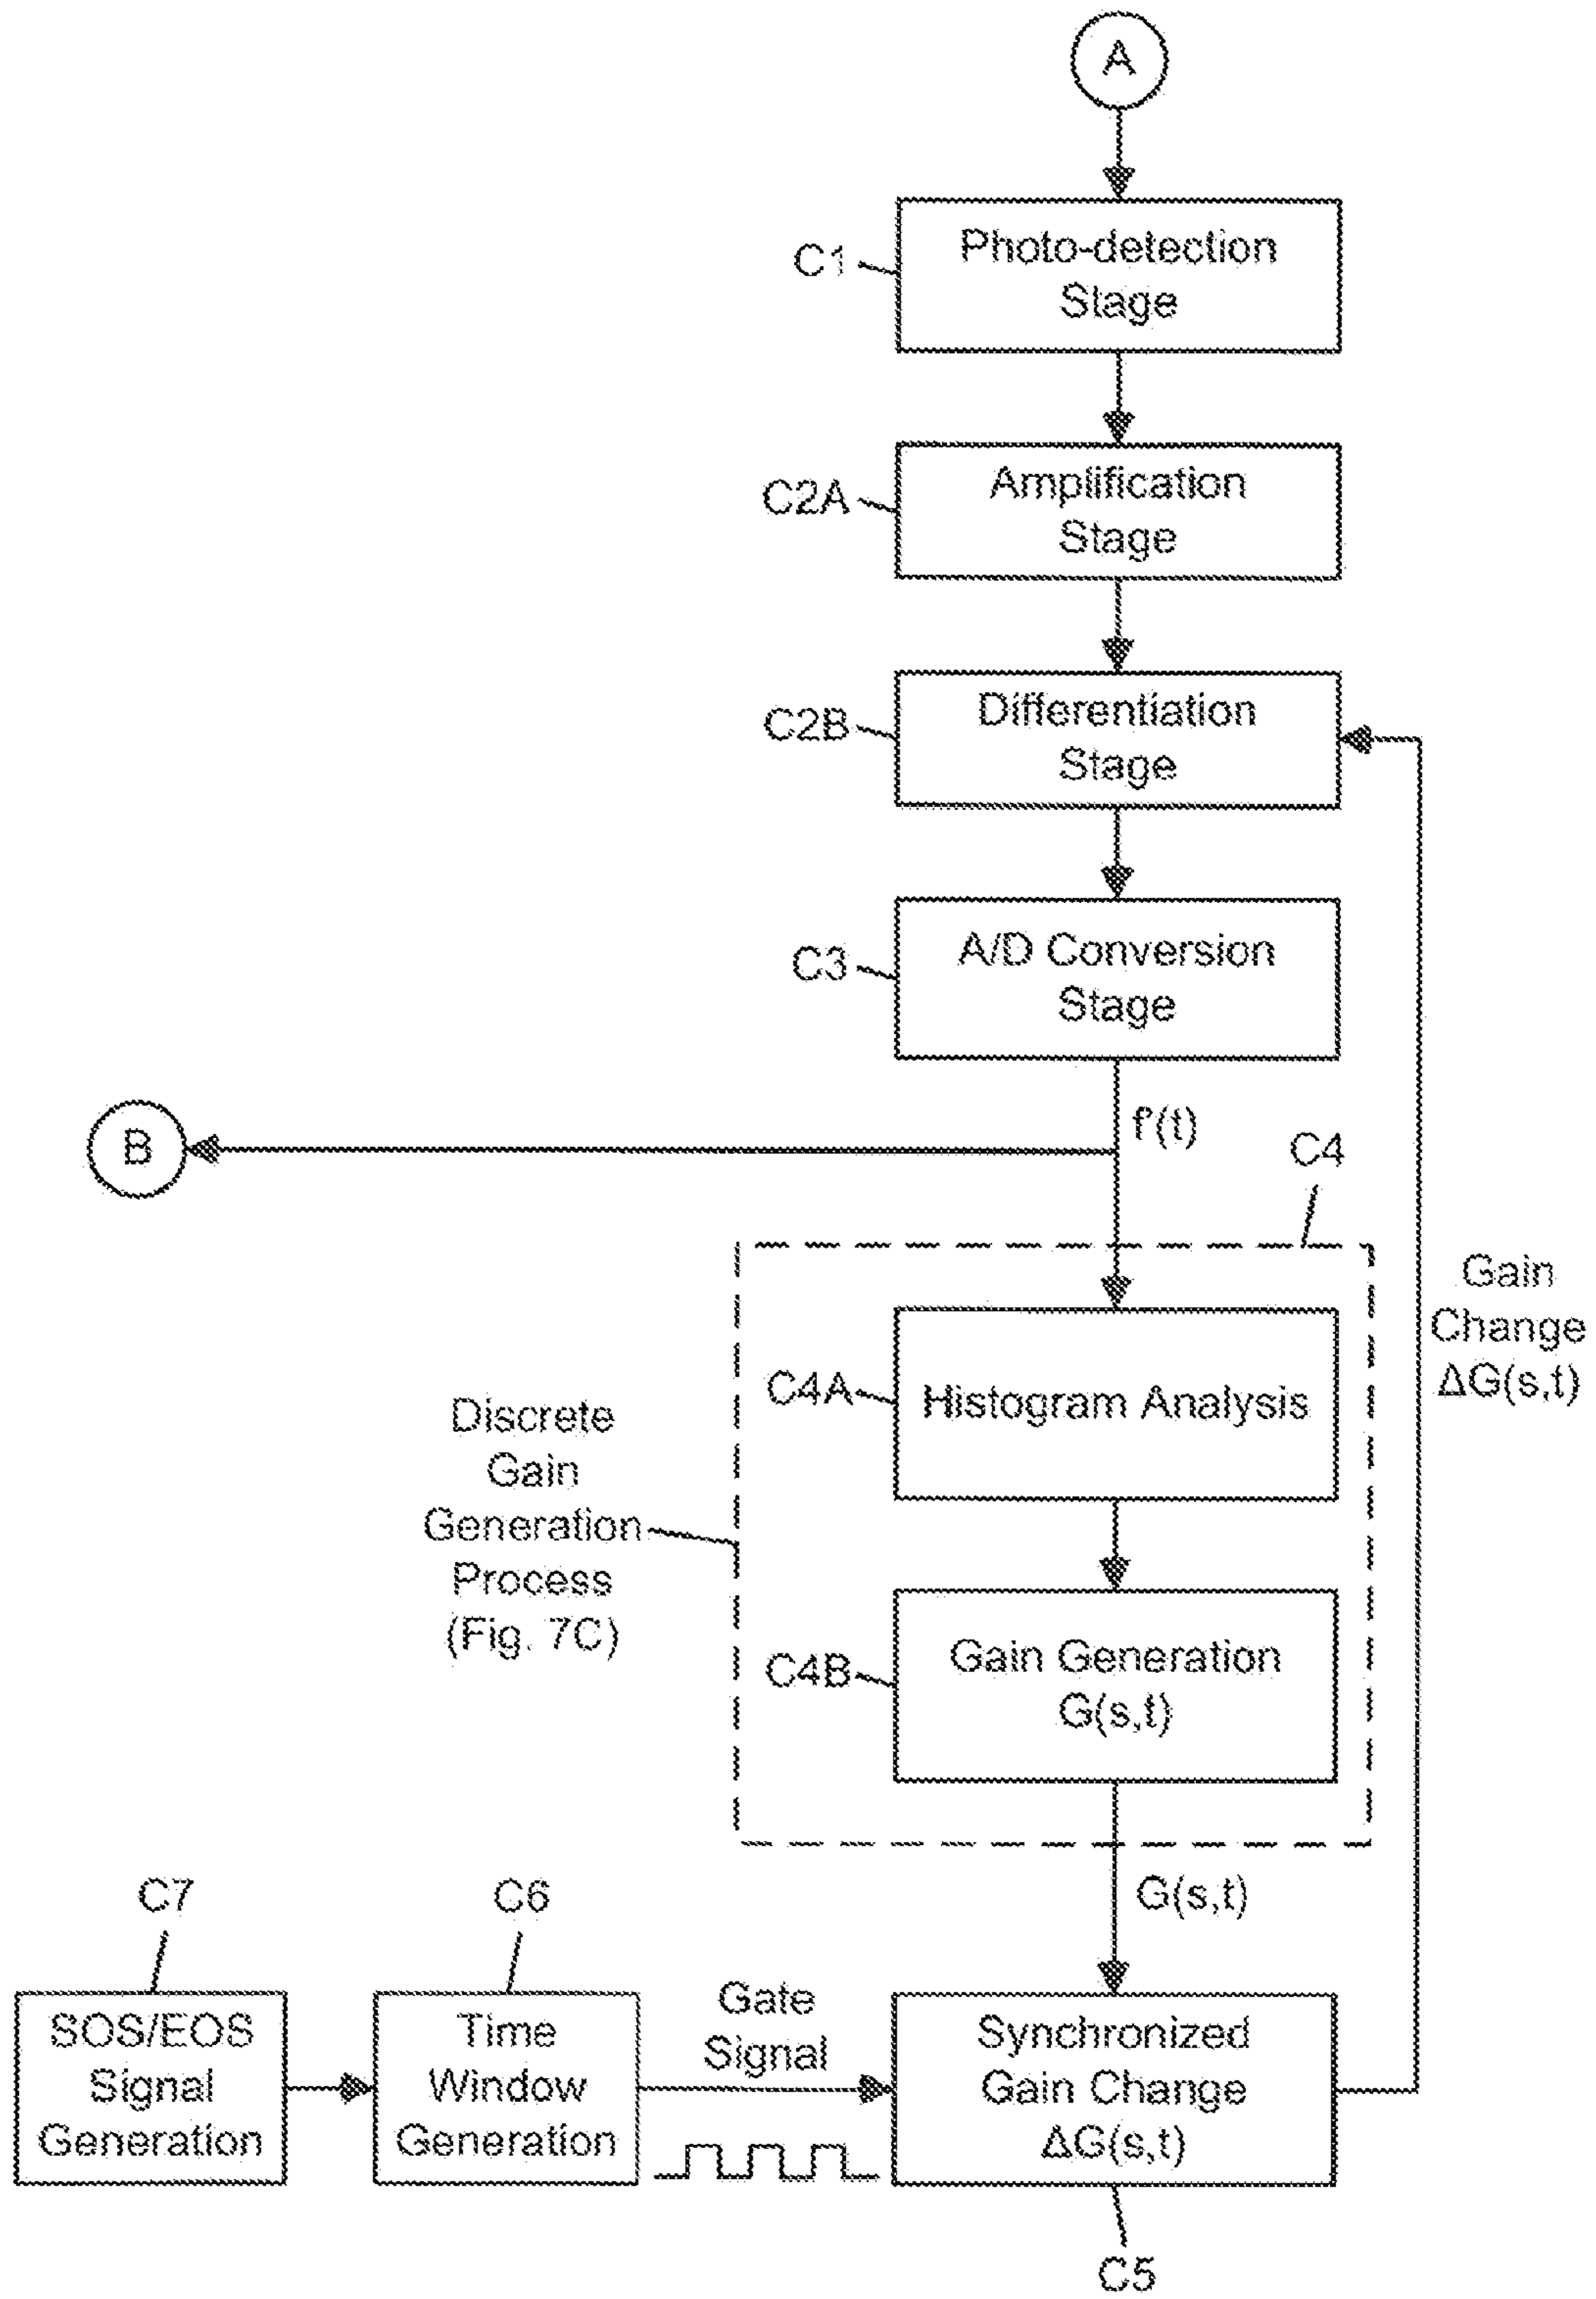 A
C1
Photo-detection
Stage
C2A
Amplification
Stage
C2B
Differentiation
Stage
C3
A/D Conversion
Stage
f'(t)
B
C4
Gain
Change
ΔG(s,t)
C4A
Histogram Analysis
Discrete
Gain
Generation
Process
(Fig. 7C)
C4B
Gain Generation
G(s,t)
G(s,t)
C7
C6
SOS/EOS
Signal
Generation
Time
Window
Generation
Gate
Signal
Synchronized
Gain Change
ΔG(s,t)
C5